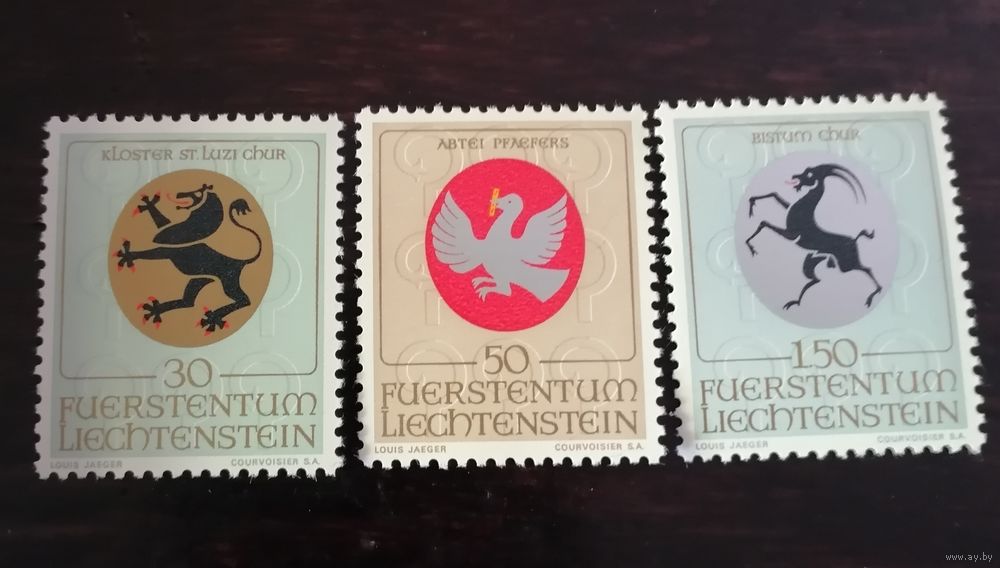 KLOSTER ST. LUZI CHUR
30
FUERSTENTUM
LIECHTENSTEIN
LOUIS JAEGER COURVOISIER S.A.
ABTEI PFAEFERS
50
FUERSTENTUM
LIECHTENSTEIN
LOUIS JAEGER COURVOISIER S.A.
BISTUM CHUR
1.50
FUERSTENTUM
LIECHTENSTEIN
LOUIS JAEGER COURVOISIER S.A.
www.ay.by